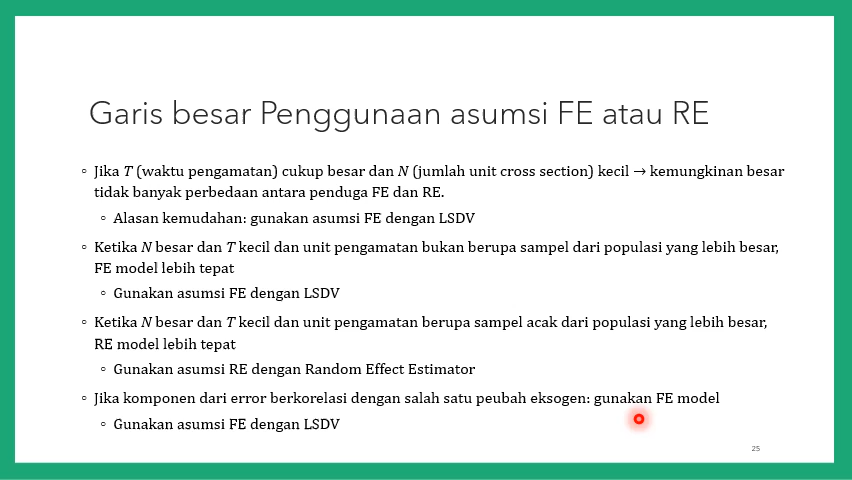 Garis besar Penggunaan asumsi FE atau RE
◦ Jika T (waktu pengamatan) cukup besar dan N (jumlah unit cross section) kecil → kemungkinan besar
tidak banyak perbedaan antara penduga FE dan RE.
◦ Alasan kemudahan: gunakan asumsi FE dengan LSDV
◦ Ketika N besar dan T kecil dan unit pengamatan bukan berupa sampel dari populasi yang lebih besar,
FE model lebih tepat
◦ Gunakan asumsi FE dengan LSDV
◦ Ketika N besar dan T kecil dan unit pengamatan berupa sampel acak dari populasi yang lebih besar,
RE model lebih tepat
◦ Gunakan asumsi RE dengan Random Effect Estimator
◦ Jika komponen dari error berkorelasi dengan salah satu peubah eksogen: gunakan FE model
◦ Gunakan asumsi FE dengan LSDV
25